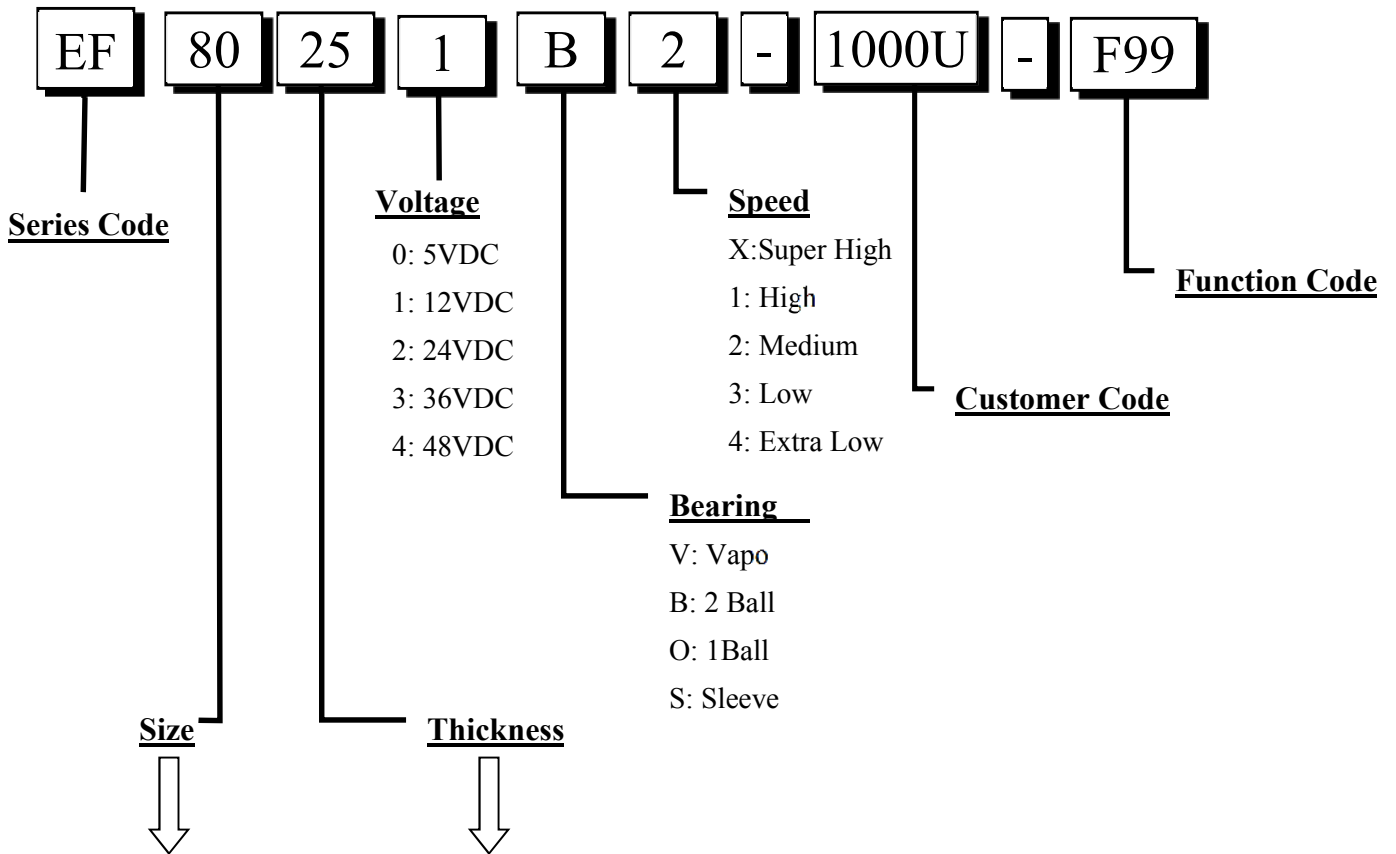 EF 80 25 1 B 2 - 1000U - F99
Series Code
Voltage
0: 5VDC
1: 12VDC
2: 24VDC
3: 36VDC
4: 48VDC
Speed
X:Super High
1: High
2: Medium
3: Low
4: Extra Low
Function Code
Customer Code
Bearing
V: Vapo
B: 2 Ball
O: 1Ball
S: Sleeve
Size
Thickness